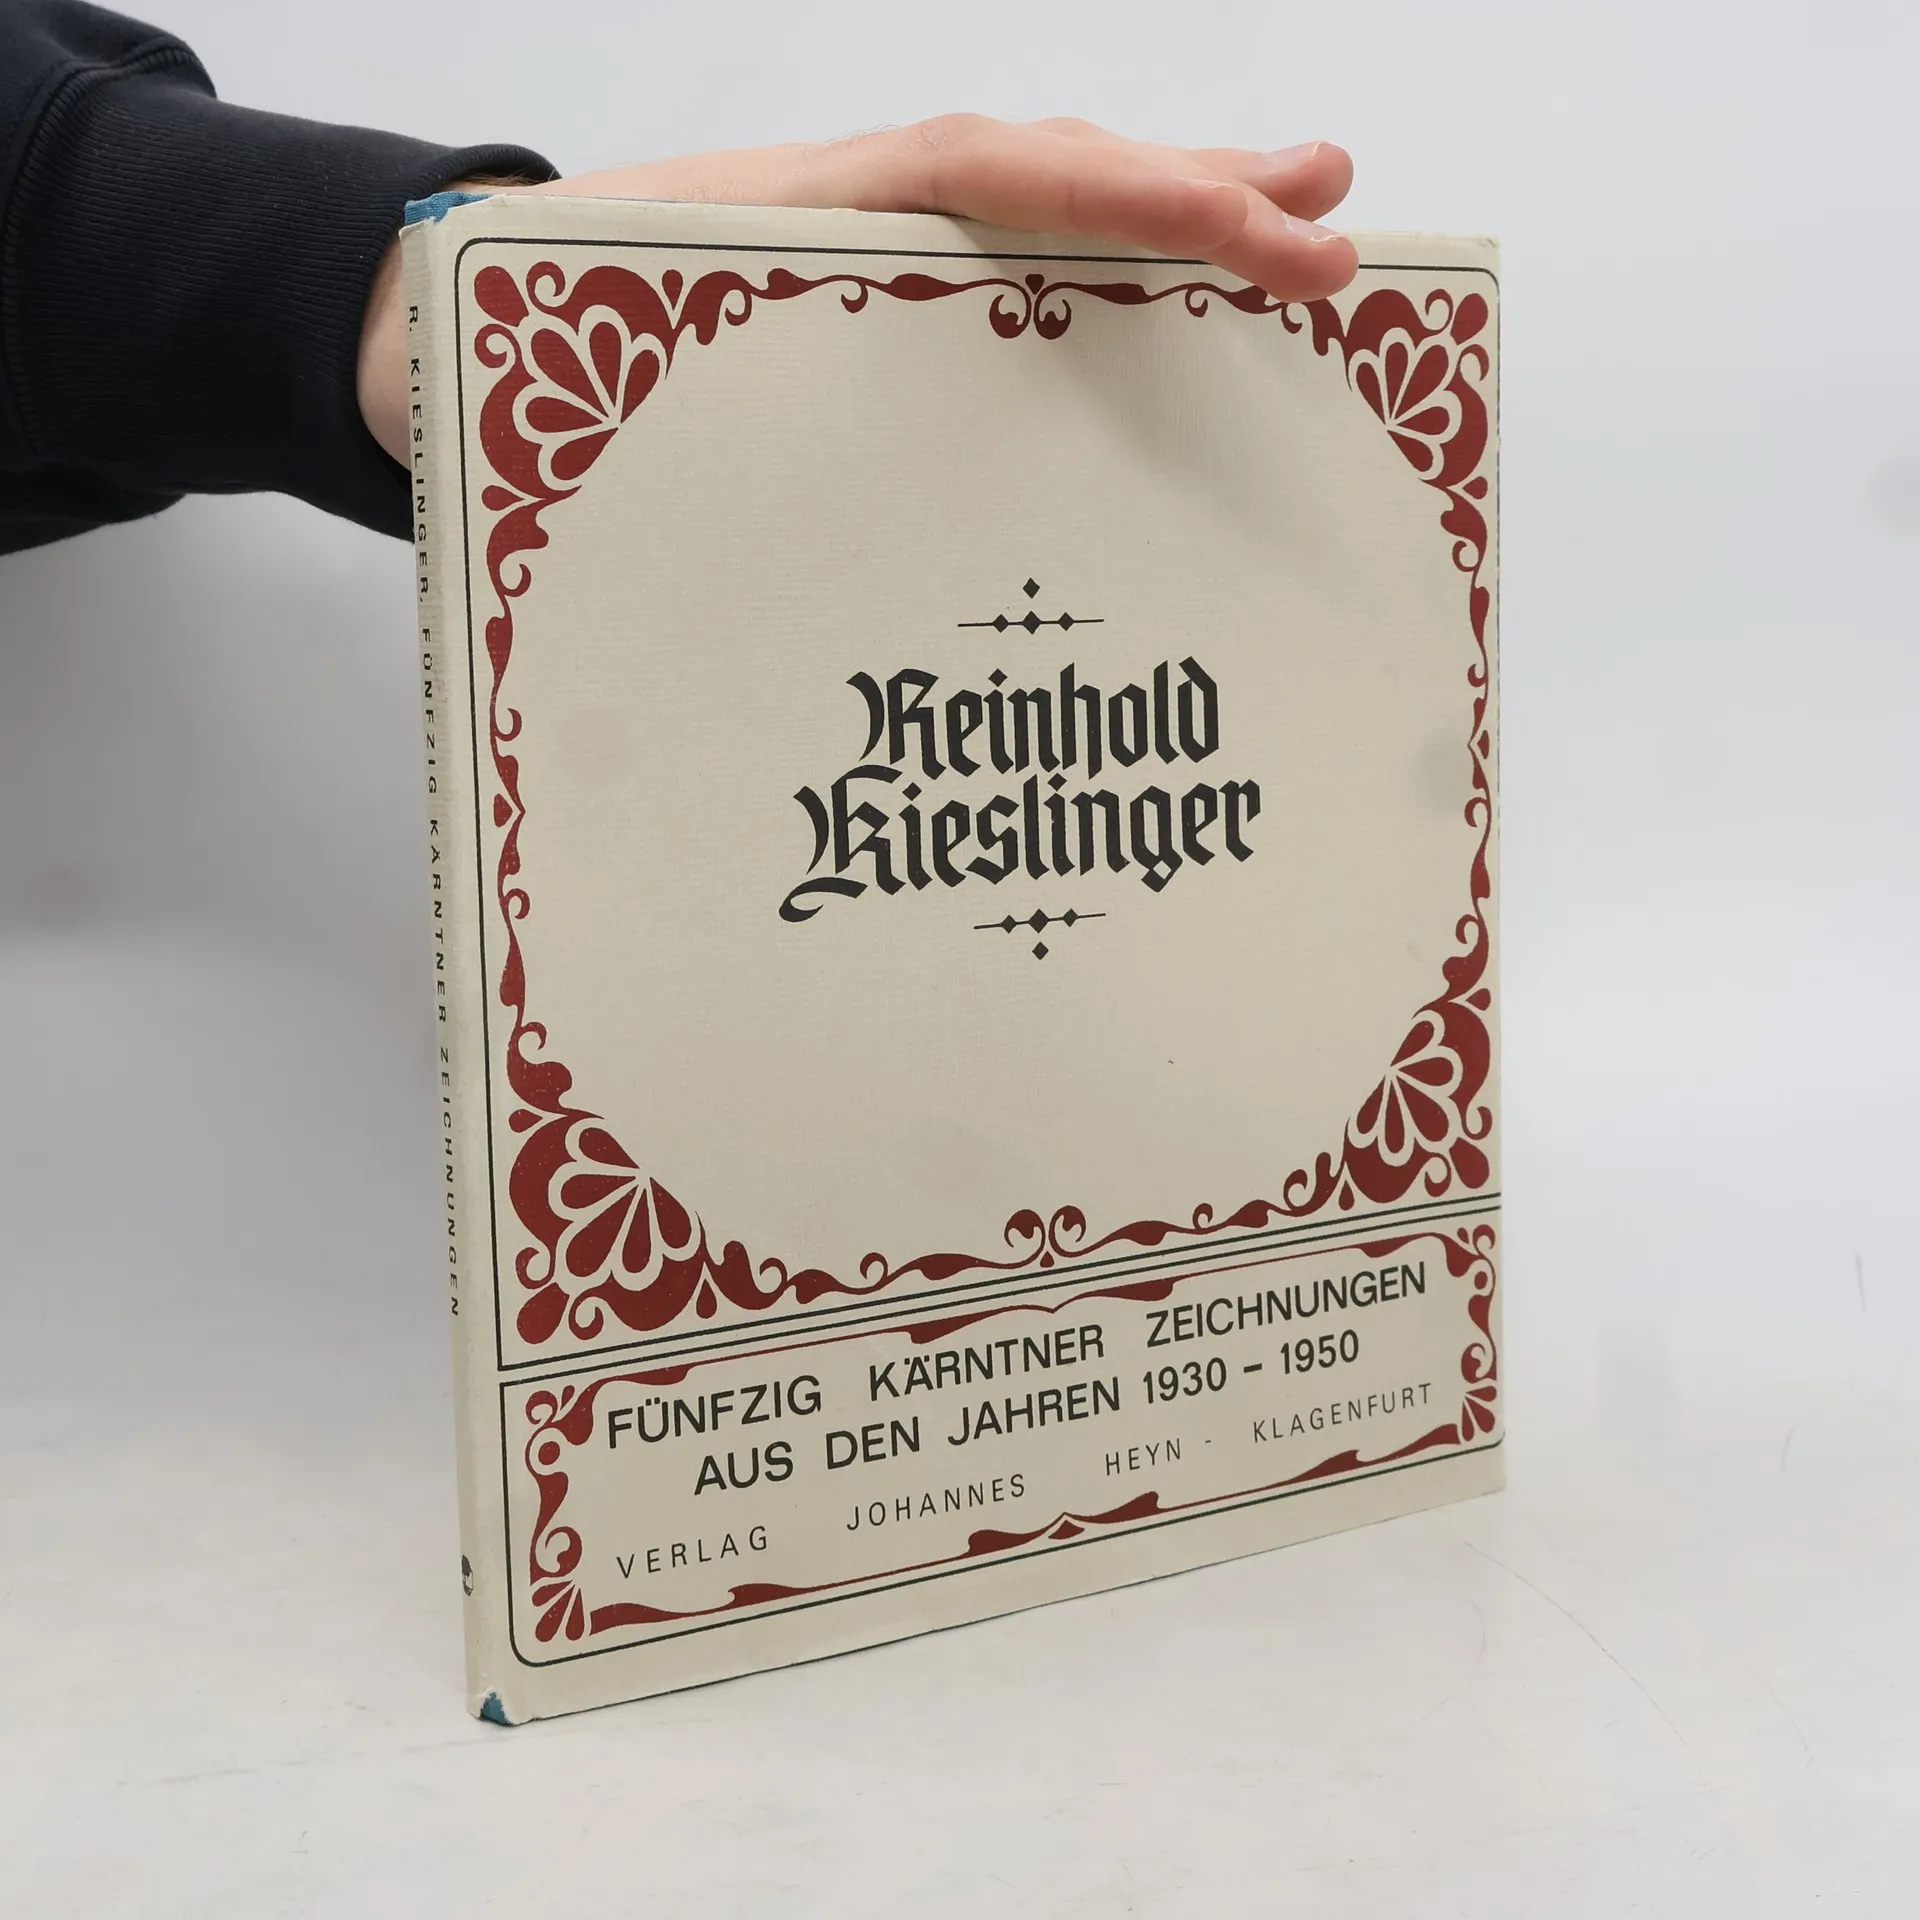 R. KIESLINGER, FÜNFZIG KÄRNTNER ZEICHNUNGEN
Reinhold
Kieslinger
FÜNFZIG KÄRNTNER ZEICHNUNGEN
AUS DEN JAHREN 1930 – 1950
VERLAG JOHANNES HEYN - KLAGENFURT